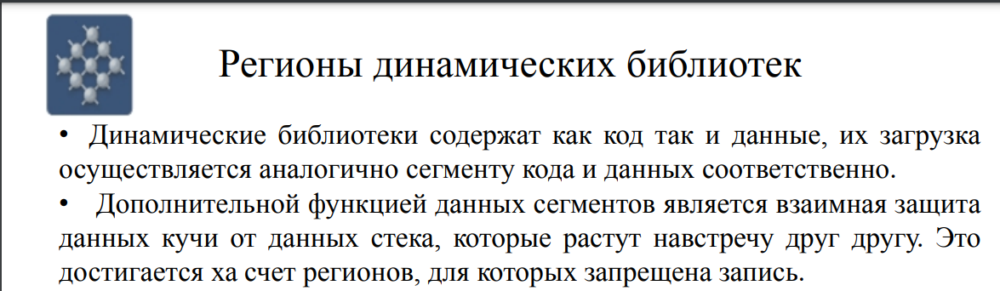 Регионы динамических библиотек
• Динамические библиотеки содержат как код так и данные, их загрузка
осуществляется аналогично сегменту кода и данных соответственно.
• Дополнительной функцией данных сегментов является взаимная защита
данных кучи от данных стека, которые растут навстречу друг другу. Это
достигается ха счет регионов, для которых запрещена запись.